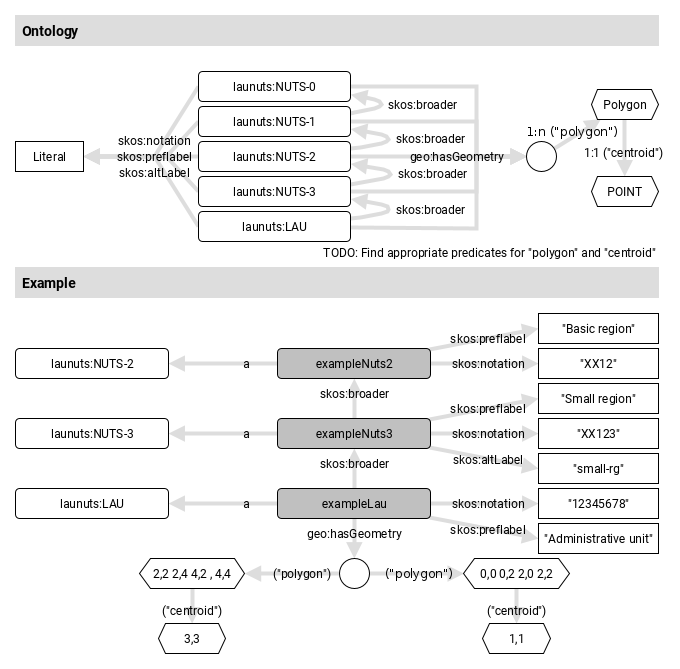 Ontology
launuts:NUTS-0
skos:broader
Polygon
launuts:NUTS-1
1:n ("polygon")
skos:notation
skos:broader
Literal
skos:preflabel
launuts:NUTS-2
geo:hasGeometry
1:1 ("centroid")
skos:altLabel
skos:broader
launuts:NUTS-3
POINT
skos:broader
launuts:LAU
TODO: Find appropriate predicates for "polygon" and "centroid"
Example
"Basic region"
skos:preflabel
launuts:NUTS-2
a
exampleNuts2
skos:notation
"XX12"
skos:broader
"Small region"
skos:preflabel
launuts:NUTS-3
a
exampleNuts3
skos:notation
"XX123"
skos:broader
skos:altLabel
"small-rg"
launuts:LAU
a
exampleLau
skos:notation
"12345678"
geo:hasGeometry
skos:preflabel
"Administrative unit"
2,2 2,4 4,2 , 4,4
("polygon")
("polygon")
0,0 0,2 2,0 2,2
("centroid")
("centroid")
3,3
1,1